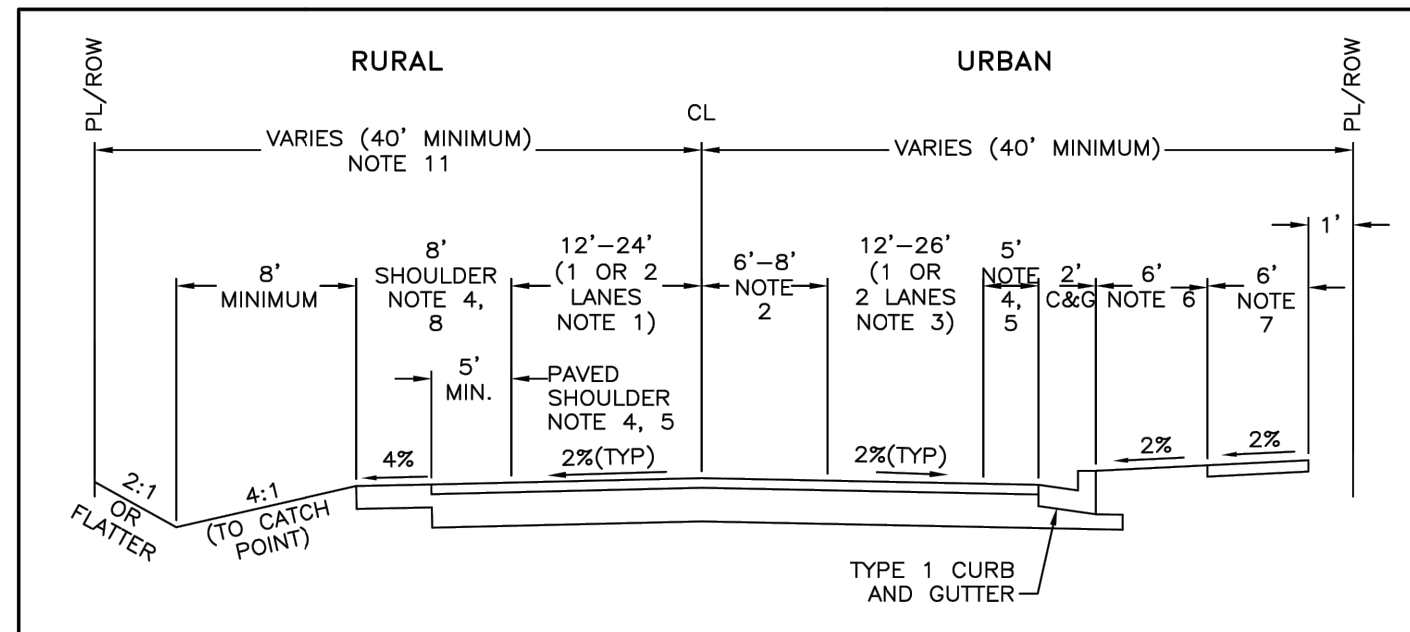 RURAL
URBAN
PL/ROW
CL
PL/ROW
VARIES (40' MINIMUM)
NOTE 11
VARIES (40' MINIMUM)
1'
8'
MINIMUM
8'
SHOULDER
NOTE 4,
8
12'-24'
(1 OR 2
LANES
NOTE 1)
6'-8'
NOTE
2
12'-26'
(1 OR
2 LANES
NOTE 3)
5'
NOTE
4,
5
2'
C&G
6'
NOTE 6
6'
NOTE
7
5'
MIN.
PAVED
SHOULDER
NOTE 4, 5
4%
2%(TYP)
2%(TYP)
2%
2%
2:1
OR
FLATTER
4:1
(TO CATCH
POINT)
TYPE 1 CURB
AND GUTTER